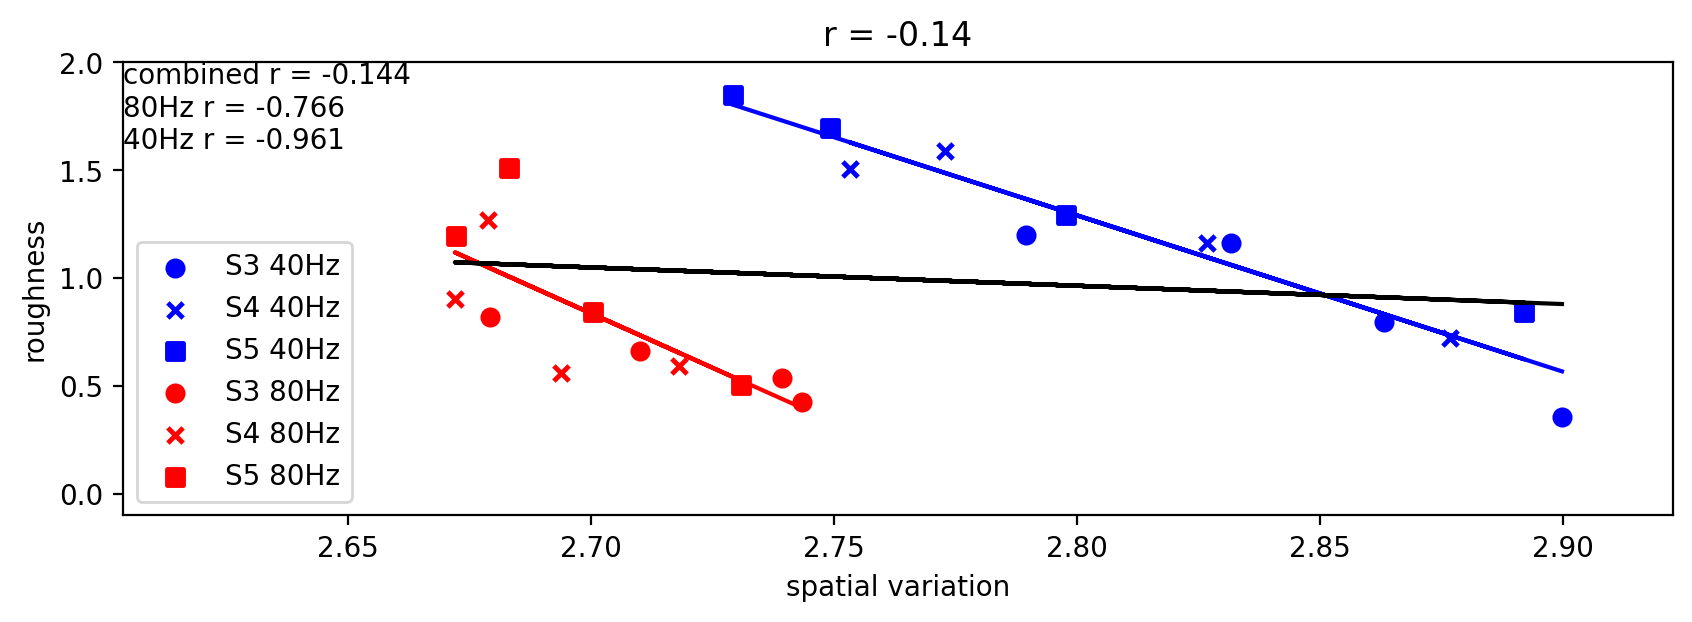 r = -0.14
combined r = -0.144
80Hz r = -0.766
40Hz r = -0.961
2.0
1.5
1.0
0.5
0.0
roughness
S3 40Hz
S4 40Hz
S5 40Hz
S3 80Hz
S4 80Hz
S5 80Hz
2.65 2.70 2.75 2.80 2.85 2.90
spatial variation